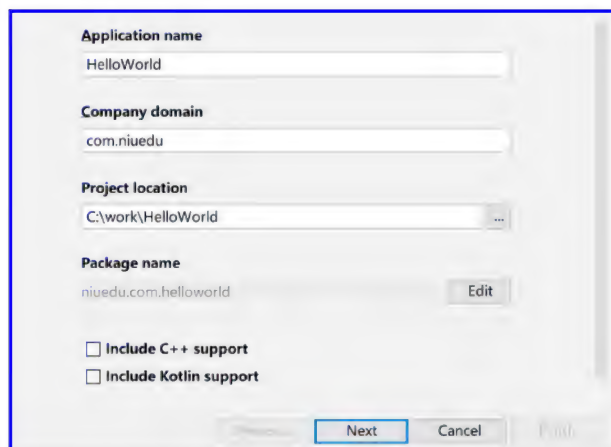 Application name
HelloWorld
Company domain
com.niuedu
Project location
C:\work\HelloWorld
...
Package name
niuedu.com.helloworld
Edit
Include C++ support
Include Kotlin support
Next
Cancel